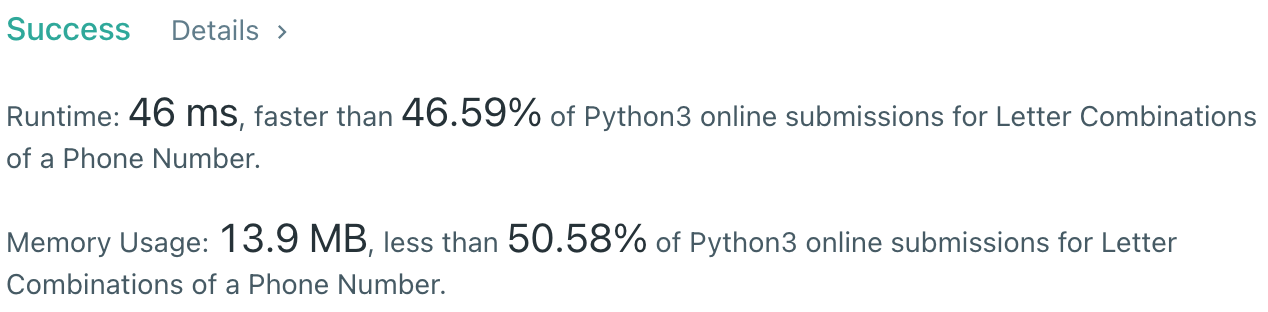 Success Details >
Runtime: 46 ms, faster than 46.59% of Python3 online submissions for Letter Combinations
of a Phone Number.
Memory Usage: 13.9 MB, less than 50.58% of Python3 online submissions for Letter
Combinations of a Phone Number.